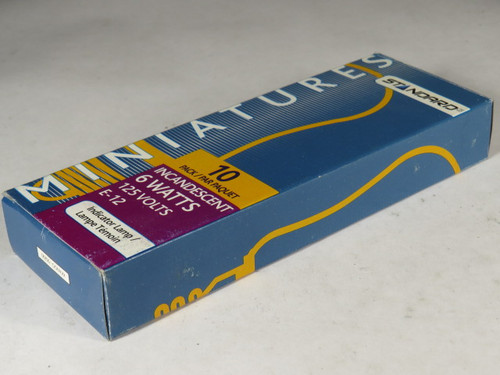 MINIATURES
STANDARD
10
PACK / PAR PAQUET
INCANDESCENT
6 WATTS
125 VOLTS
E-12
Indicator Lamp /
Lampe Témoin